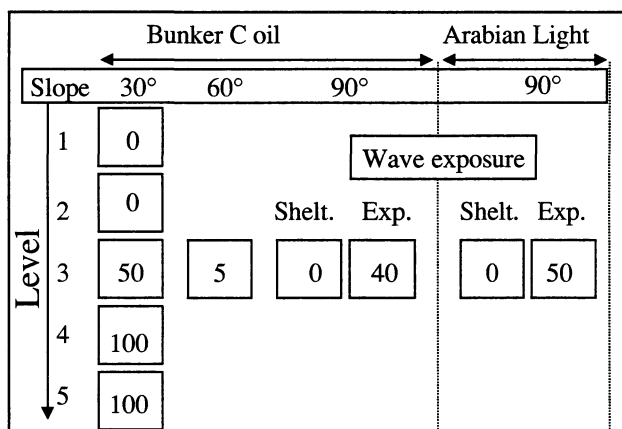 Bunker C oil Arabian Light
Slope 30° 60° 90° 90°
1 0
Wave exposure
2 0 Shelt. Exp. Shelt. Exp.
Level
3 50 5 0 40 0 50
4 100
5 100